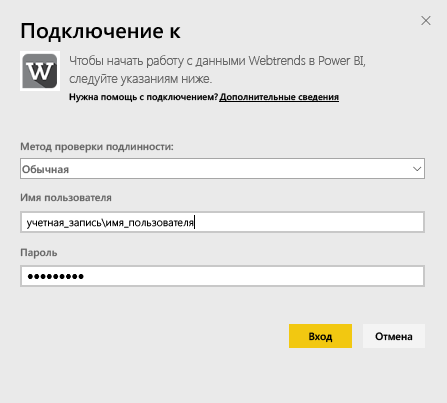 Подключение к
W
Чтобы начать работу с данными Webtrends в Power BI,
следуйте указаниям ниже.
Нужна помощь с подключением? Дополнительные сведения
Метод проверки подлинности:
Обычная
Имя пользователя
учетная_запись\имя_пользователя
Пароль
•••••••••
Вход Отмена